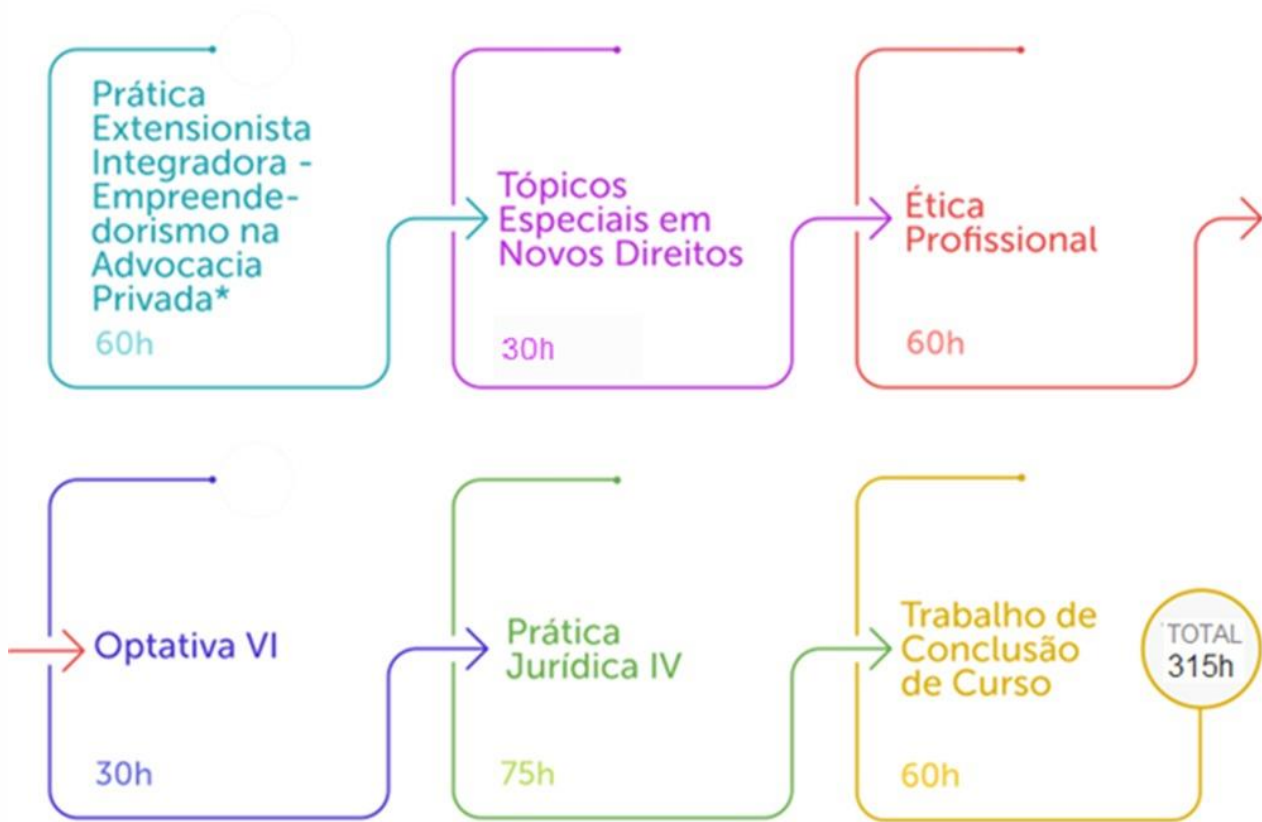 Prática
Extensionista
Integradora -
Empreende-
dorismo na
Advocacia
Privada*
60h
Tópicos
Especiais em
Novos Direitos
30h
Ética
Profissional
60h
Optativa VI
30h
Prática
Jurídica IV
75h
Trabalho de
Conclusão
de Curso
60h
TOTAL
315h